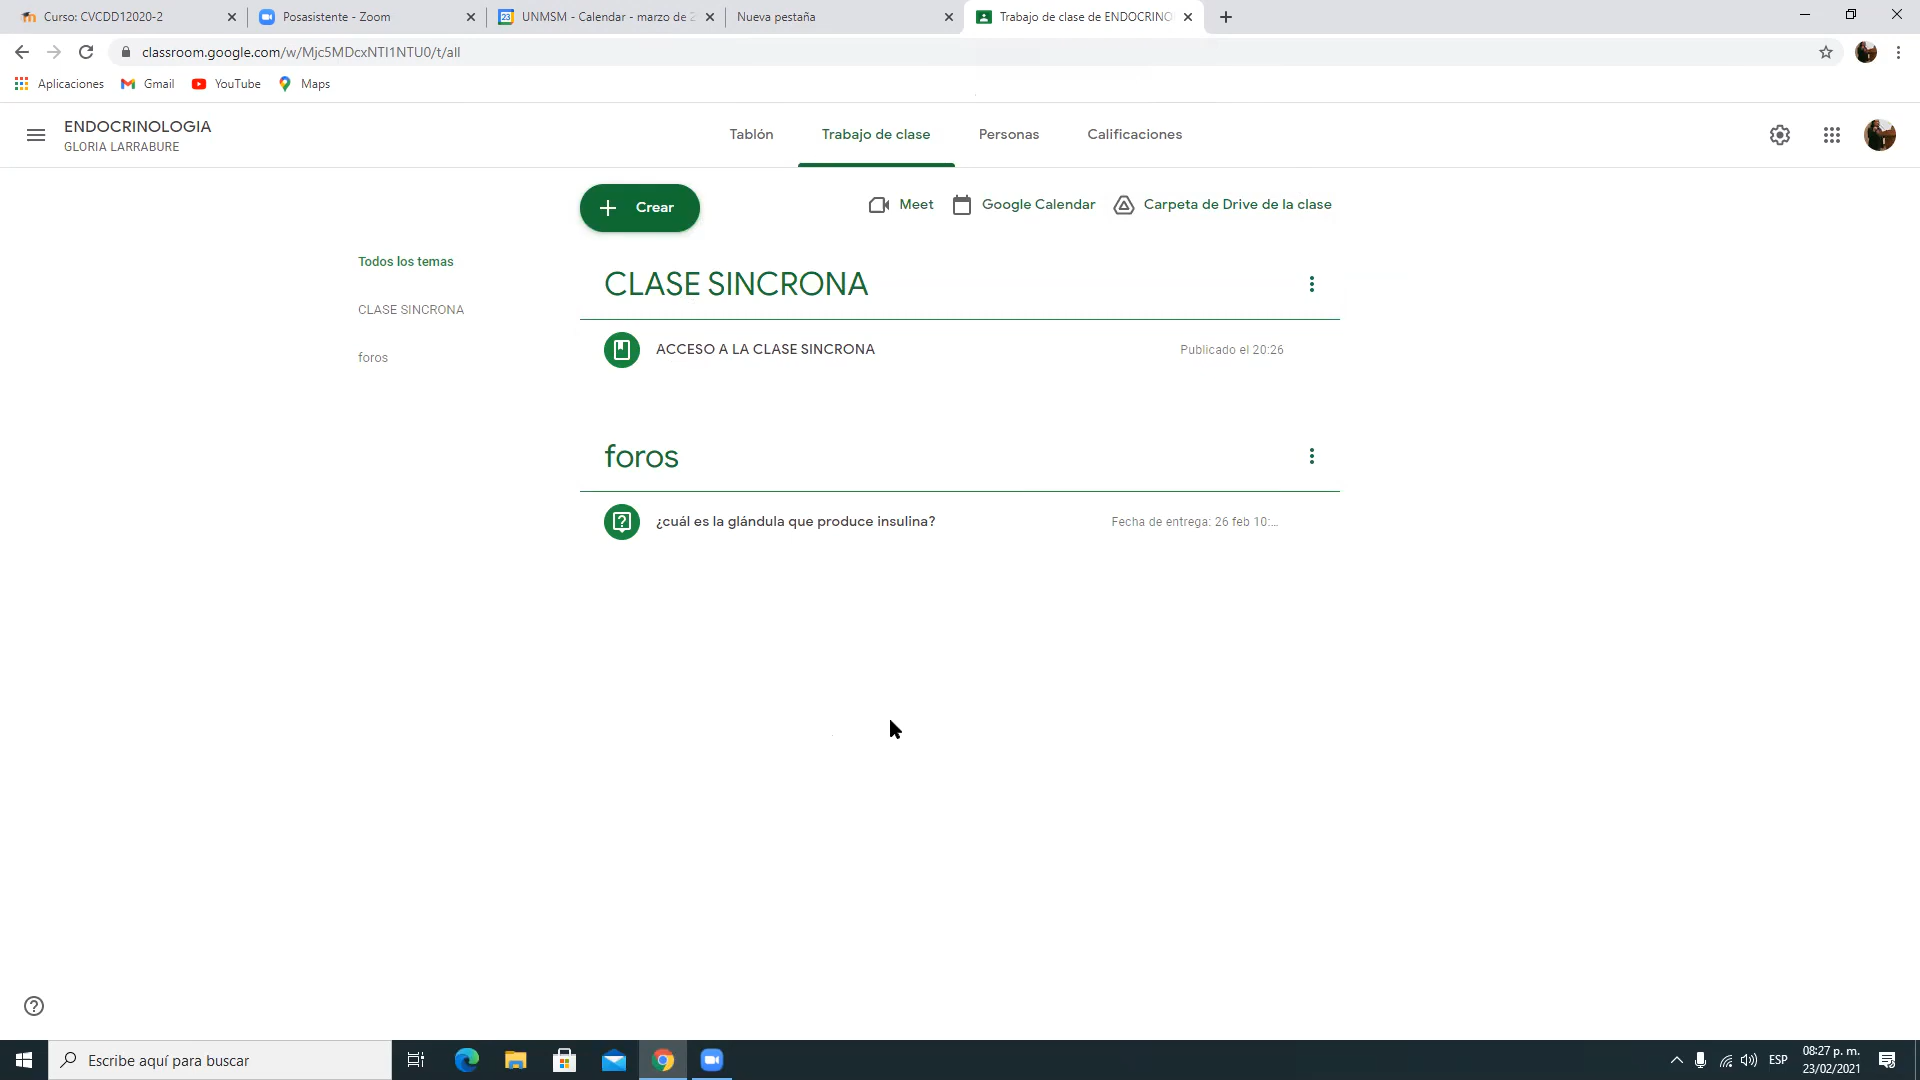 Curso: CVCDD12020-2
Posasistente - Zoom
UNMSM - Calendar - marzo de 2
Nueva pestaña
Trabajo de clase de ENDOCRINO
classroom.google.com/w/Mjc5MDcxNTI1NTU0/t/all
Aplicaciones
Gmail
YouTube
Maps
ENDOCRINOLOGIA
GLORIA LARRABURE
Tablón
Trabajo de clase
Personas
Calificaciones
Crear
Meet
Google Calendar
Carpeta de Drive de la clase
Todos los temas
CLASE SINCRONA
foros
CLASE SINCRONA
ACCESO A LA CLASE SINCRONA
Publicado el 20:26
foros
¿cuál es la glándula que produce insulina?
Fecha de entrega: 26 feb 10:...
Escribe aquí para buscar
ESP
08:27 p. m.
23/02/2021